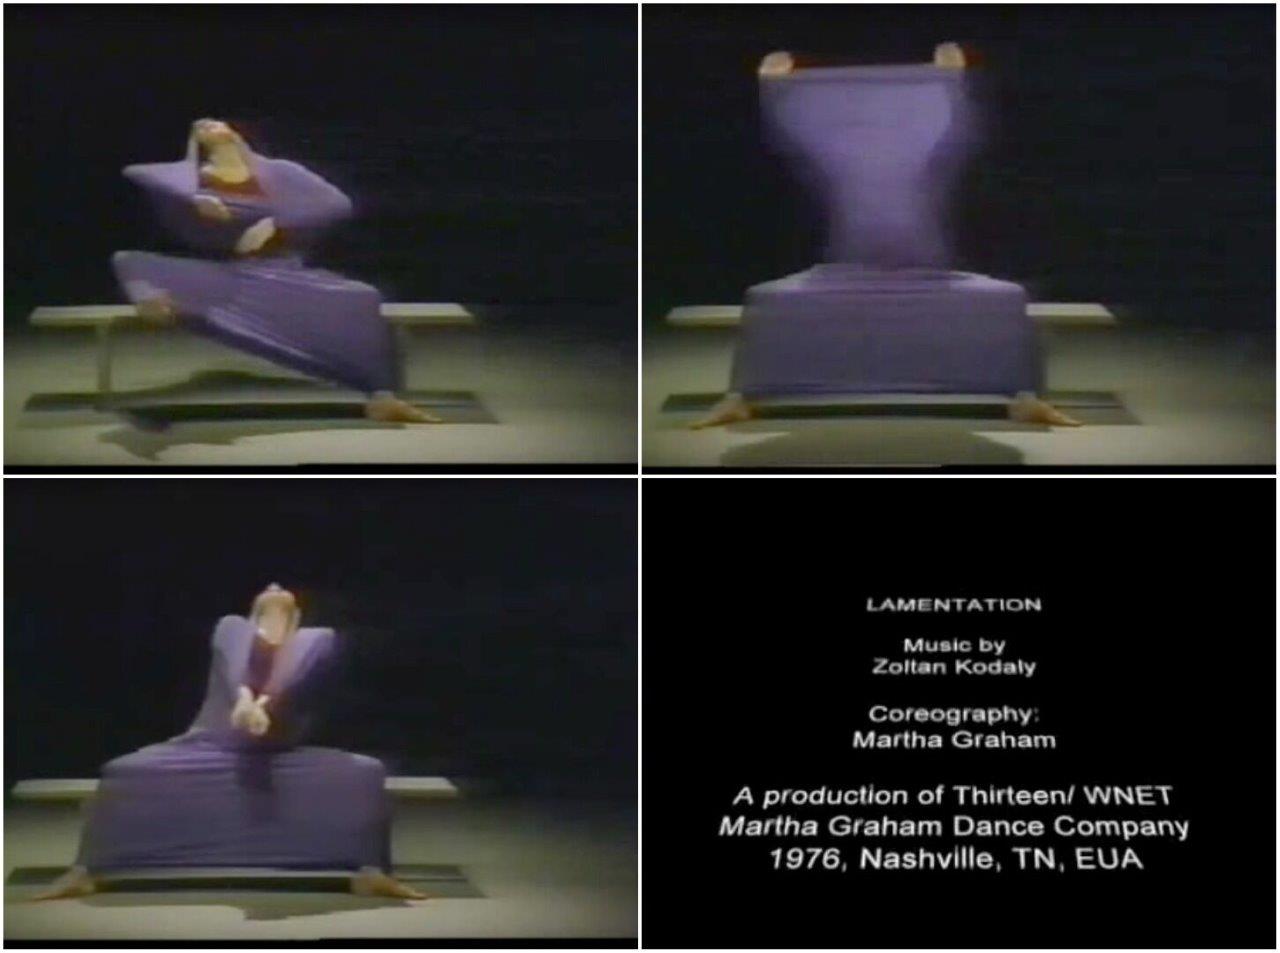 LAMENTATION
Music by
Zoltan Kodaly
Coreography:
Martha Graham
A production of Thirteen/ WNET
Martha Graham Dance Company
1976, Nashville, TN, EUA